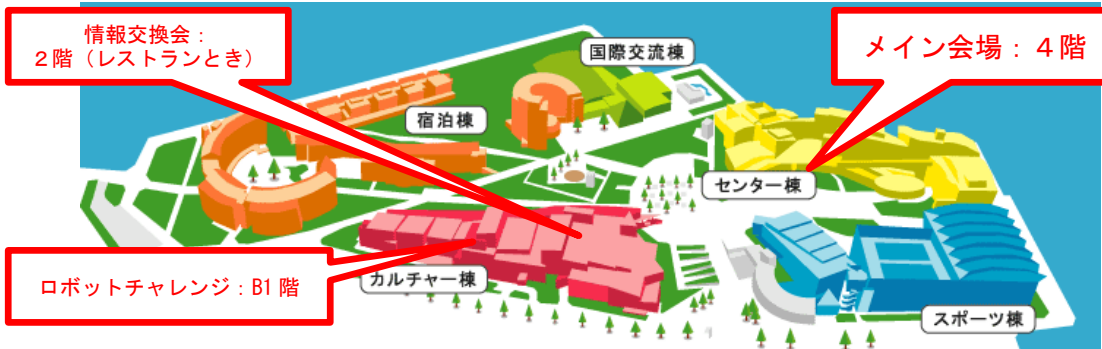 情報交換会：
２階（レストランとき）
国際交流棟
メイン会場：４階
宿泊棟
センター棟
ロボットチャレンジ：B1 階
カルチャー棟
スポーツ棟